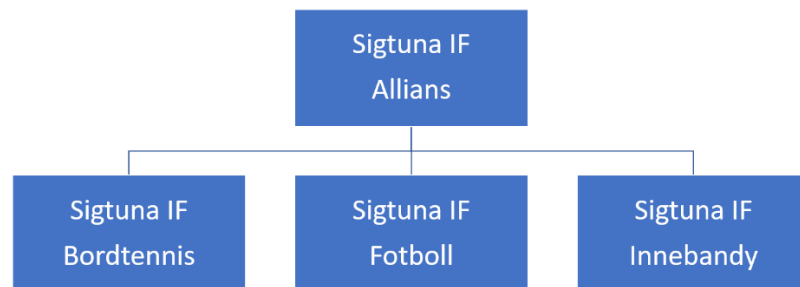 Sigtuna IF
Allians
Sigtuna IF
Bordtennis
Sigtuna IF
Fotboll
Sigtuna IF
Innebandy